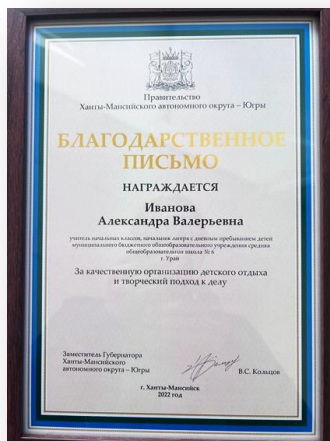 Правительство
Ханты-Мансийского автономного округа – Югры
БЛАГОДАРСТВЕННОЕ
ПИСЬМО
НАГРАЖДАЕТСЯ
Иванова
Александра Валерьевна
учитель начальных классов, начальник лагеря с дневным пребыванием детей
муниципального бюджетного общеобразовательного учреждения средняя
общеобразовательная школа № 6
г. Урай
За качественную организацию детского отдыха
и творческий подход к делу
Заместитель Губернатора
Ханты-Мансийского
автономного округа – Югры
В.С. Кольцов
г. Ханты-Мансийск
2022 год